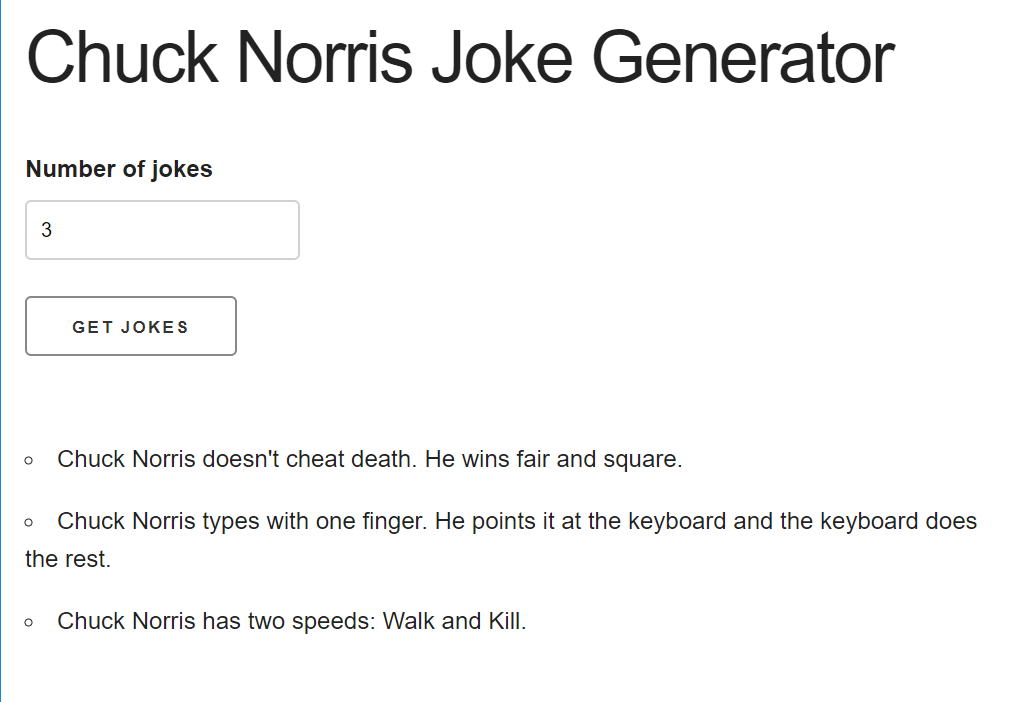 Chuck Norris Joke Generator
Number of jokes
3
GET JOKES
Chuck Norris doesn't cheat death. He wins fair and square.
Chuck Norris types with one finger. He points it at the keyboard and the keyboard does
the rest.
Chuck Norris has two speeds: Walk and Kill.